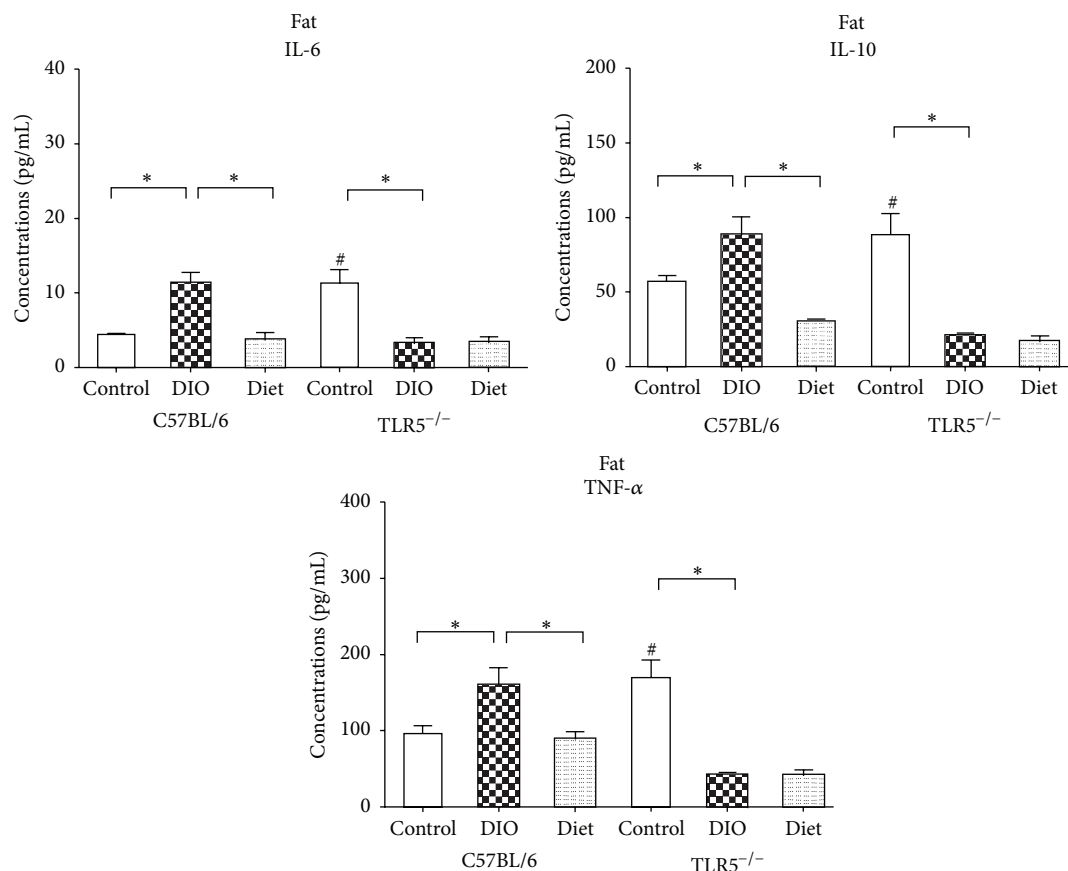 Fat
IL-6
Concentrations (pg/mL)
40
30
20
10
0
* * *
#
Control DIO Diet Control DIO Diet
C57BL/6 TLR5⁻/⁻
Fat
IL-10
Concentrations (pg/mL)
200
150
100
50
0
* * *
#
Control DIO Diet Control DIO Diet
C57BL/6 TLR5⁻/⁻
Fat
TNF-α
Concentrations (pg/mL)
400
300
200
100
0
* * *
#
Control DIO Diet Control DIO Diet
C57BL/6 TLR5⁻/⁻